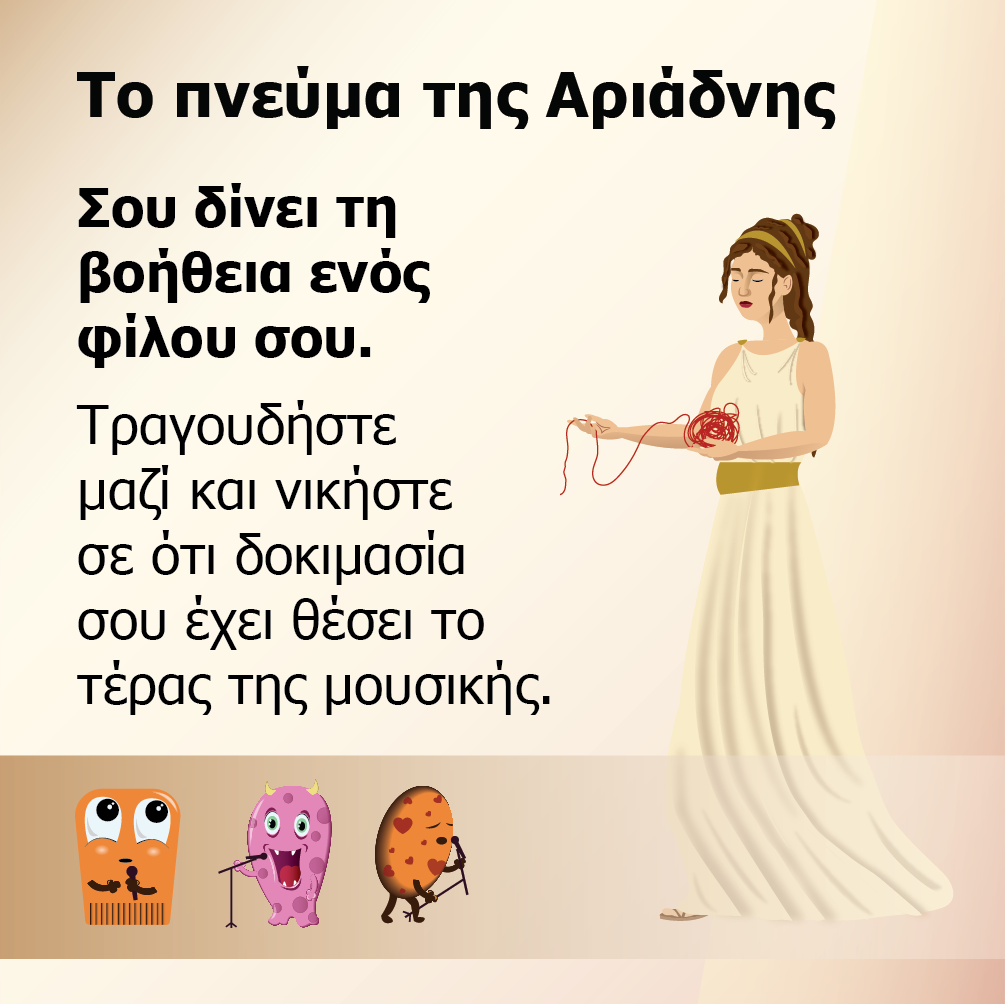 Το πνεύμα της Αριάδνης
Σου δίνει τη
βοήθεια ενός
φίλου σου.
Τραγουδήστε
μαζί και νικήστε
σε ότι δοκιμασία
σου έχει θέσει το
τέρας της μουσικής.